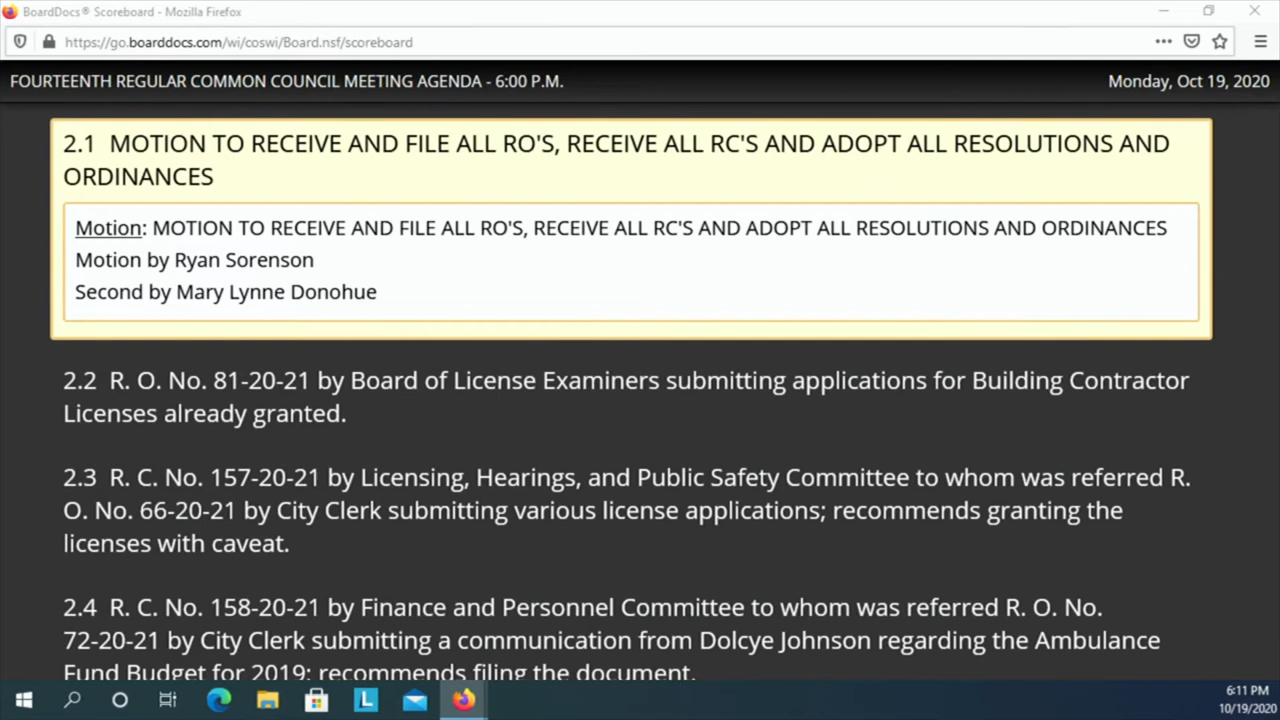 BoardDocs® Scoreboard - Mozilla Firefox
https://go.boarddocs.com/wi/coswi/Board.nsf/scoreboard
FOURTEENTH REGULAR COMMON COUNCIL MEETING AGENDA - 6:00 P.M. Monday, Oct 19, 2020
2.1 MOTION TO RECEIVE AND FILE ALL RO'S, RECEIVE ALL RC'S AND ADOPT ALL RESOLUTIONS AND
ORDINANCES
Motion: MOTION TO RECEIVE AND FILE ALL RO'S, RECEIVE ALL RC'S AND ADOPT ALL RESOLUTIONS AND ORDINANCES
Motion by Ryan Sorenson
Second by Mary Lynne Donohue
2.2 R. O. No. 81-20-21 by Board of License Examiners submitting applications for Building Contractor
Licenses already granted.
2.3 R. C. No. 157-20-21 by Licensing, Hearings, and Public Safety Committee to whom was referred R.
O. No. 66-20-21 by City Clerk submitting various license applications; recommends granting the
licenses with caveat.
2.4 R. C. No. 158-20-21 by Finance and Personnel Committee to whom was referred R. O. No.
72-20-21 by City Clerk submitting a communication from Dolcye Johnson regarding the Ambulance
Fund Budget for 2019; recommends filing the document.
L
6:11 PM
10/19/2020